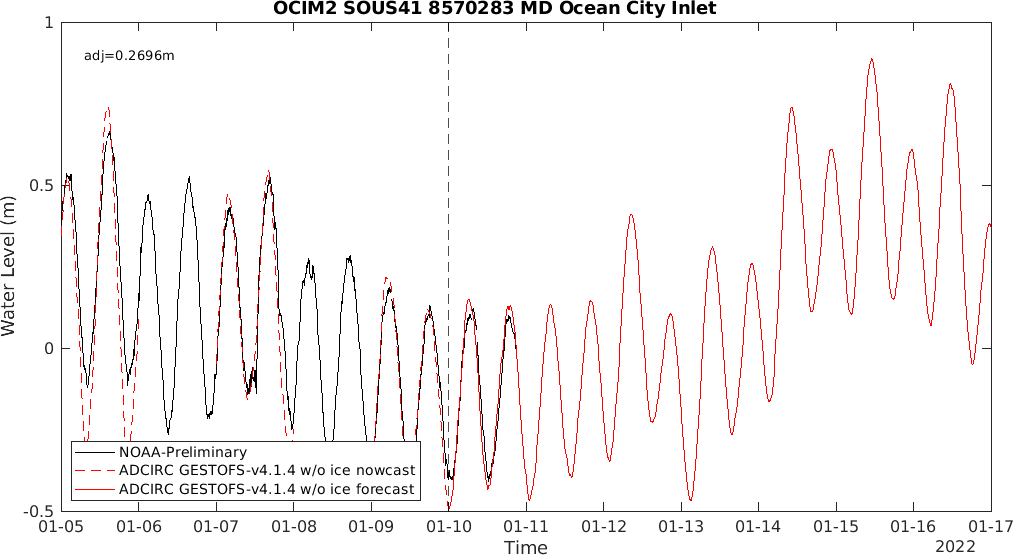 OCIM2 SOUS41 8570283 MD Ocean City Inlet
adj=0.2696m
Water Level (m)
1
0.5
0
-0.5
NOAA-Preliminary
ADCIRC GESTOFS-v4.1.4 w/o ice nowcast
ADCIRC GESTOFS-v4.1.4 w/o ice forecast
01-05 01-06 01-07 01-08 01-09 01-10 01-11 01-12 01-13 01-14 01-15 01-16 01-17
Time
2022